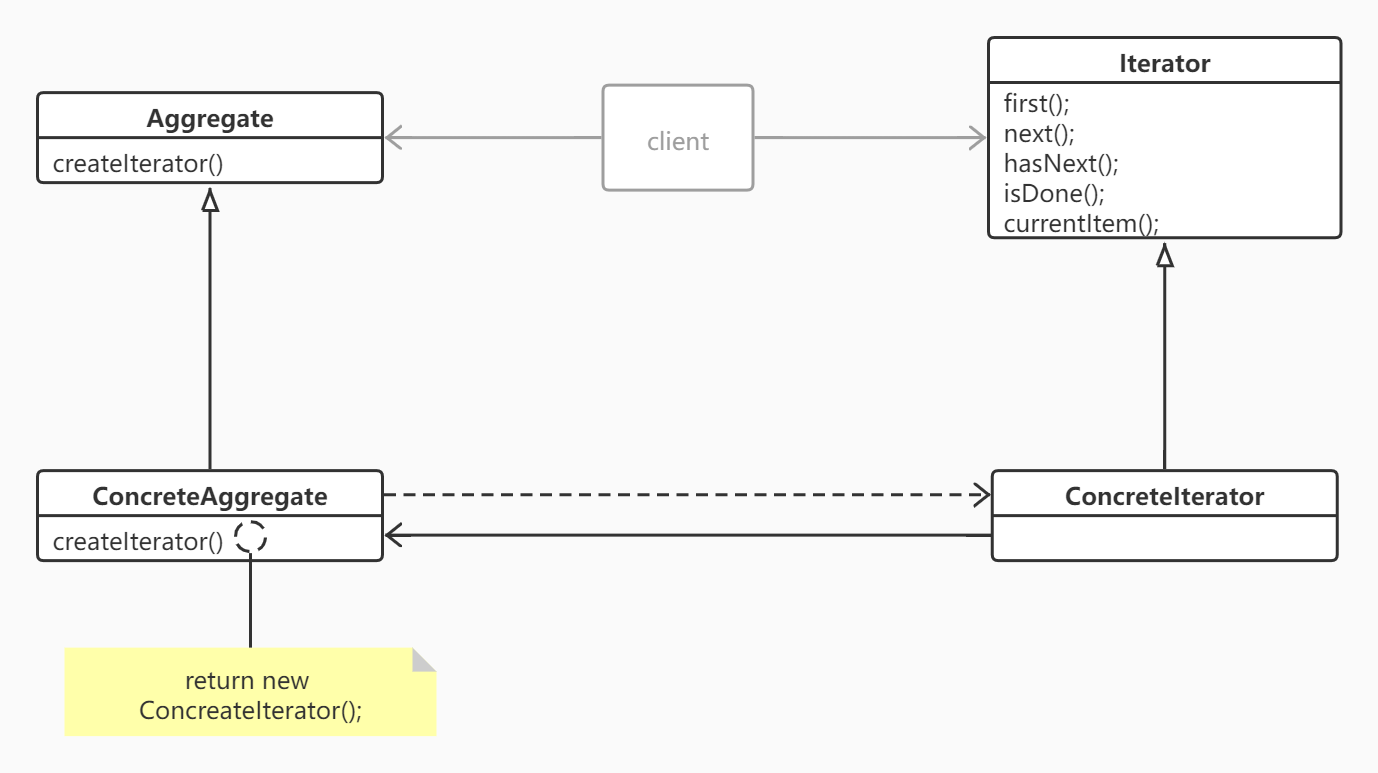 Aggregate
createIterator()
client
Iterator
first();
next();
hasNext();
isDone();
currentItem();
ConcreteAggregate
createIterator()
ConcreteIterator
return new
ConcreateIterator();